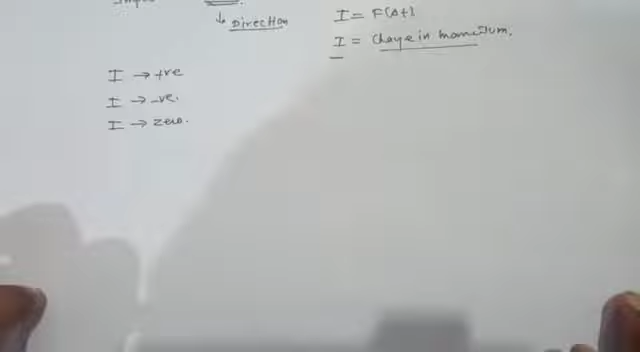 ↳ Direction
I = F(Δt)
I = change in momentum.
I → +ve
I → -ve.
I → zero.